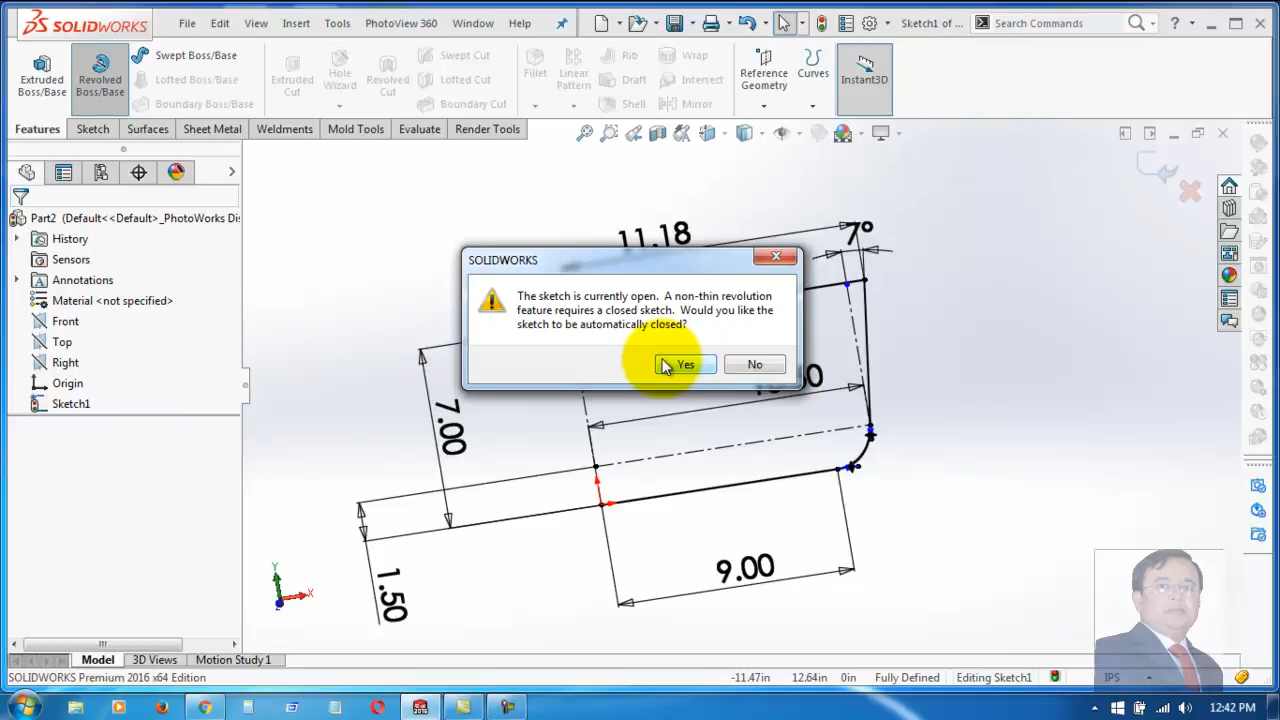 SOLIDWORKS
File Edit View Insert Tools PhotoView 360 Window Help
Sketch1 of ...
Search Commands
Extruded Boss/Base
Revolved Boss/Base
Swept Boss/Base
Lofted Boss/Base
Boundary Boss/Base
Extruded Cut
Hole Wizard
Revolved Cut
Swept Cut
Lofted Cut
Boundary Cut
Fillet
Linear Pattern
Rib
Draft
Shell
Wrap
Intersect
Mirror
Reference Geometry
Curves
Instant3D
Features Sketch Surfaces Sheet Metal Weldments Mold Tools Evaluate Render Tools
Part2 (Default<<Default>_PhotoWorks Di
History
Sensors
Annotations
Material <not specified>
Front
Top
Right
Origin
Sketch1
11.18
7°
SOLIDWORKS
The sketch is currently open. A non-thin revolution
feature requires a closed sketch. Would you like the
sketch to be automatically closed?
Yes No
7.00
1.50
9.00
Y
X
Model 3D Views Motion Study 1
SOLIDWORKS Premium 2016 x64 Edition
-11.47in 12.64in 0in Fully Defined Editing Sketch1 IPS
12:42 PM